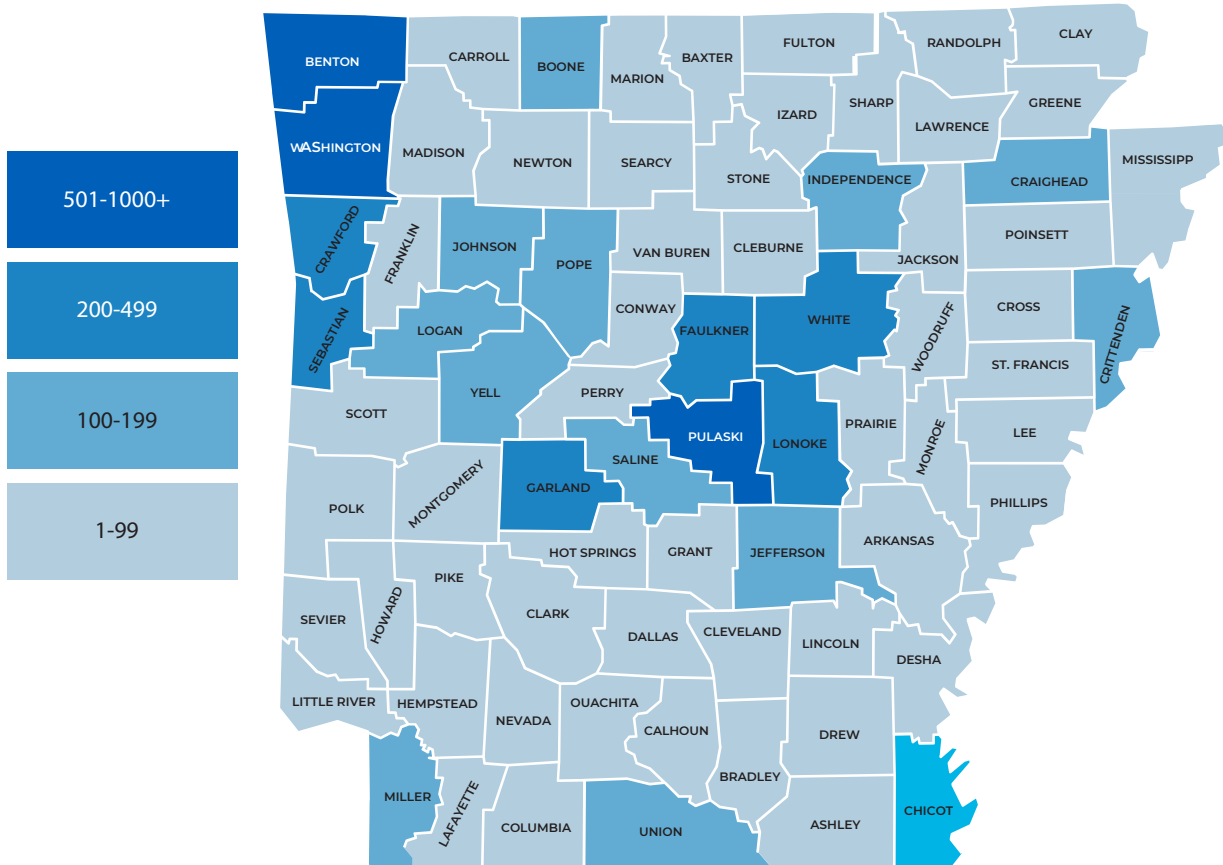 501-1000+
200-499
100-199
1-99
BENTON
CARROLL
BOONE
MARION
BAXTER
FULTON
RANDOLPH
CLAY
WASHINGTON
MADISON
NEWTON
SEARCY
STONE
IZARD
SHARP
LAWRENCE
GREENE
MISSISSIPP
CRAWFORD
FRANKLIN
JOHNSON
POPE
VAN BUREN
CLEBURNE
INDEPENDENCE
JACKSON
CRAIGHEAD
POINSETT
SEBASTIAN
LOGAN
CONWAY
FAULKNER
WHITE
WOODRUFF
CROSS
CRITTENDEN
ST. FRANCIS
SCOTT
YELL
PERRY
PULASKI
LONOKE
PRAIRIE
MONROE
LEE
POLK
MONTGOMERY
GARLAND
SALINE
PHILLIPS
HOT SPRINGS
GRANT
JEFFERSON
ARKANSAS
SEVIER
HOWARD
PIKE
CLARK
DALLAS
CLEVELAND
LINCOLN
DESHA
LITTLE RIVER
HEMPSTEAD
NEVADA
OUACHITA
CALHOUN
BRADLEY
DREW
MILLER
LAFAYETTE
COLUMBIA
UNION
ASHLEY
CHICOT